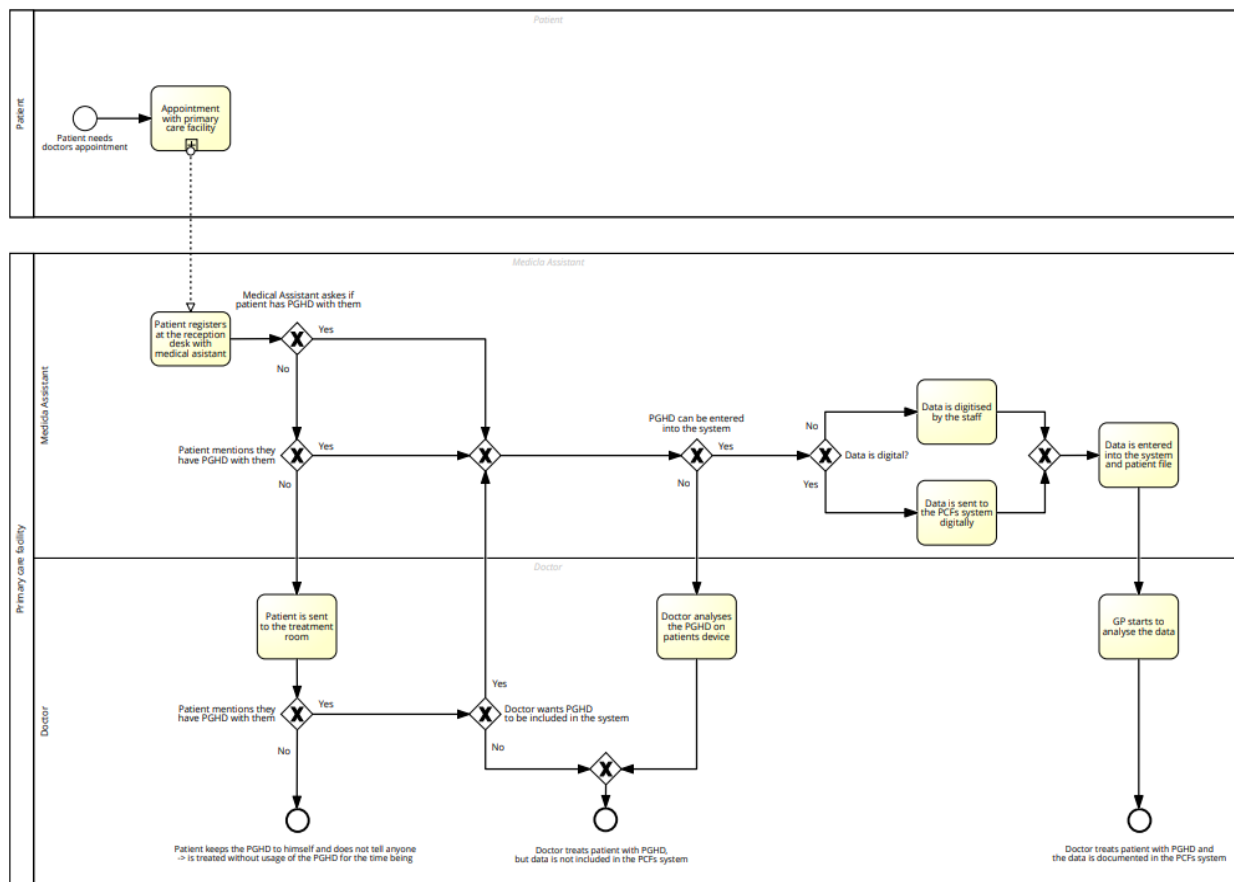 Patient
Patient
Appointment
with primary
care facility
Patient needs
doctors appointment
Primary care facility
Medicla Assistant
Medicla Assistant
Medical Assistant askes if
patient has PGHD with them
Patient registers
at the reception
desk with
medical asistant
Yes
No
Patient mentions they
have PGHD with them
Yes
No
PGHD can be entered
into the system
Yes
No
Data is digital?
No
Yes
Data is digitised
by the staff
Data is sent to
the PCFs system
digitally
Data is entered
into the system
and patient file
Doctor
Doctor
Patient is sent
to the treatment
room
Doctor analyses
the PGHD on
patients device
GP starts to
analyse the data
Patient mentions they
have PGHD with them
Yes
No
Yes
Doctor wants PGHD
to be included in the system
No
Patient keeps the PGHD to himself and does not tell anyone
-> is treated without usage of the PGHD for the time being
Doctor treats patient with PGHD,
but data is not included in the PCFs system
Doctor treats patient with PGHD and
the data is documented in the PCFs system